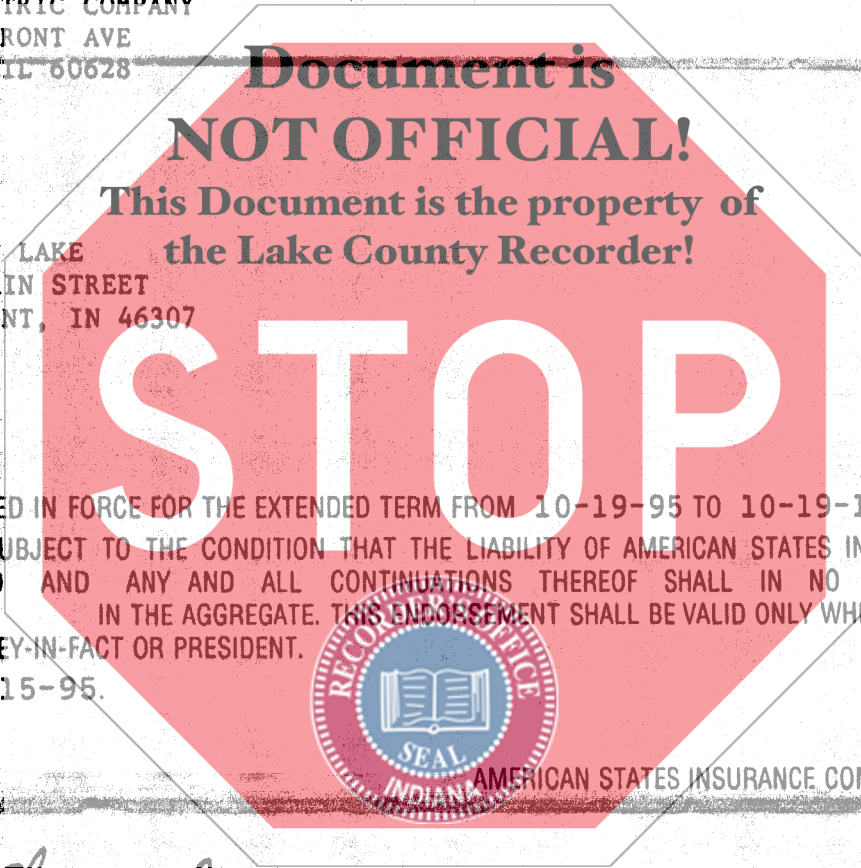 TRIC COMPANY
RONT AVE
IL 60628
Document is
NOT OFFICIAL!
This Document is the property of
the Lake County Recorder!
LAKE
IN STREET
NT, IN 46307
STOP
ED IN FORCE FOR THE EXTENDED TERM FROM 10-19-95 TO 10-19-1
UBJECT TO THE CONDITION THAT THE LIABILITY OF AMERICAN STATES IN
AND ANY AND ALL CONTINUATIONS THEREOF SHALL IN NO
IN THE AGGREGATE. THIS ENDORSEMENT SHALL BE VALID ONLY WH
EY-IN-FACT OR PRESIDENT.
15-95.
RECORDER'S OFFICE
SEAL
INDIANA
AMERICAN STATES INSURANCE CO